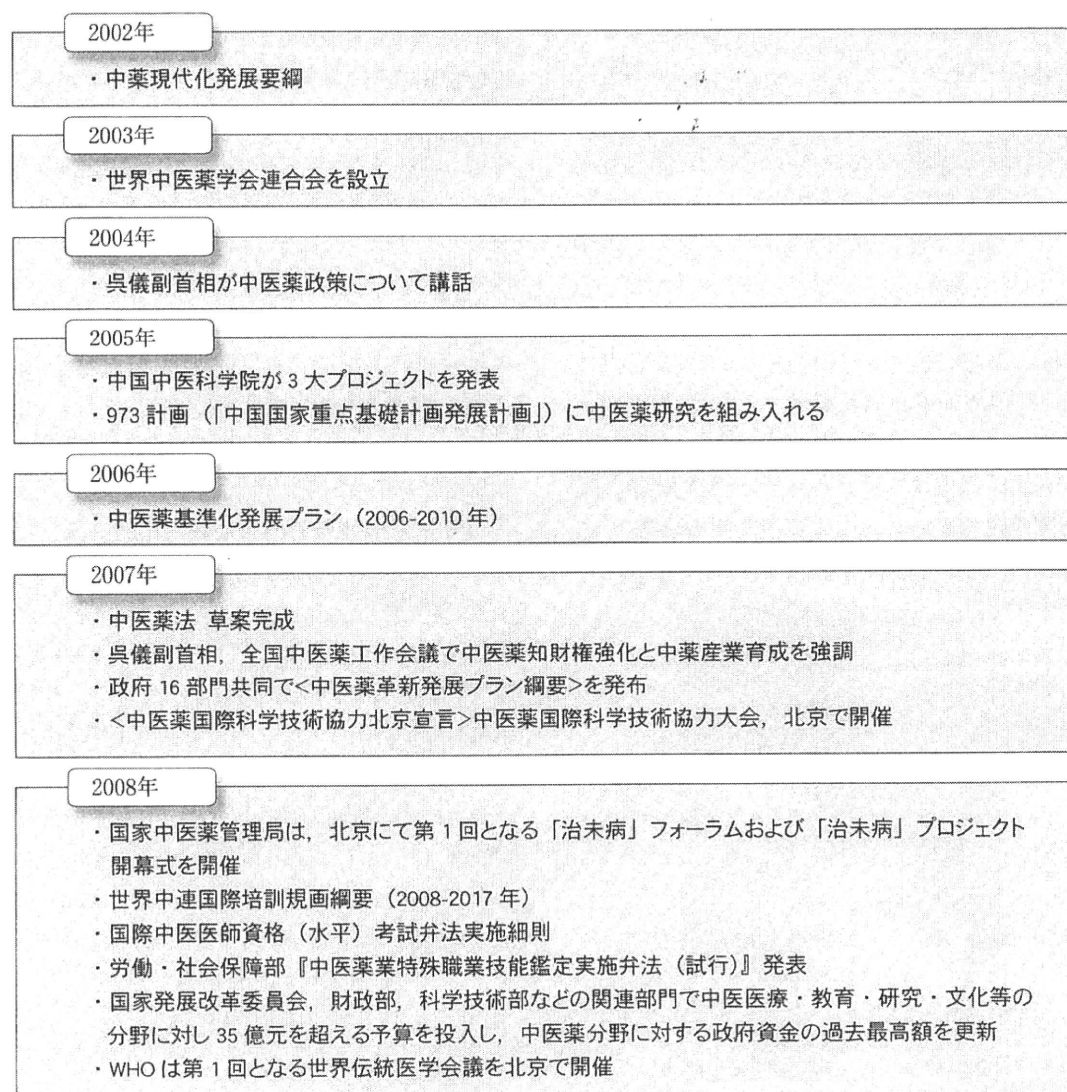 2002年
・中薬現代化発展要綱
2003年
・世界中医薬学会連合会を設立
2004年
・呉儀副首相が中医薬政策について講話
2005年
・中国中医科学院が 3 大プロジェクトを発表
・973 計画（「中国国家重点基礎計画発展計画」）に中医薬研究を組み入れる
2006年
・中医薬基準化発展プラン（2006-2010 年）
2007年
・中医薬法 草案完成
・呉儀副首相，全国中医薬工作会議で中医薬知財権強化と中薬産業育成を強調
・政府 16 部門共同で<中医薬革新発展プラン綱要>を発布
・<中医薬国際科学技術協力北京宣言>中医薬国際科学技術協力大会，北京で開催
2008年
・国家中医薬管理局は，北京にて第 1 回となる「治未病」フォーラムおよび「治未病」プロジェクト
開幕式を開催
・世界中連国際培訓規画綱要（2008-2017 年）
・国際中医医師資格（水平）考試弁法実施細則
・労働・社会保障部『中医薬業特殊職業技能鑑定実施弁法（試行）』発表
・国家発展改革委員会，財政部，科学技術部などの関連部門で中医医療・教育・研究・文化等の
分野に対し 35 億元を超える予算を投入し，中医薬分野に対する政府資金の過去最高額を更新
・WHO は第 1 回となる世界伝統医学会議を北京で開催